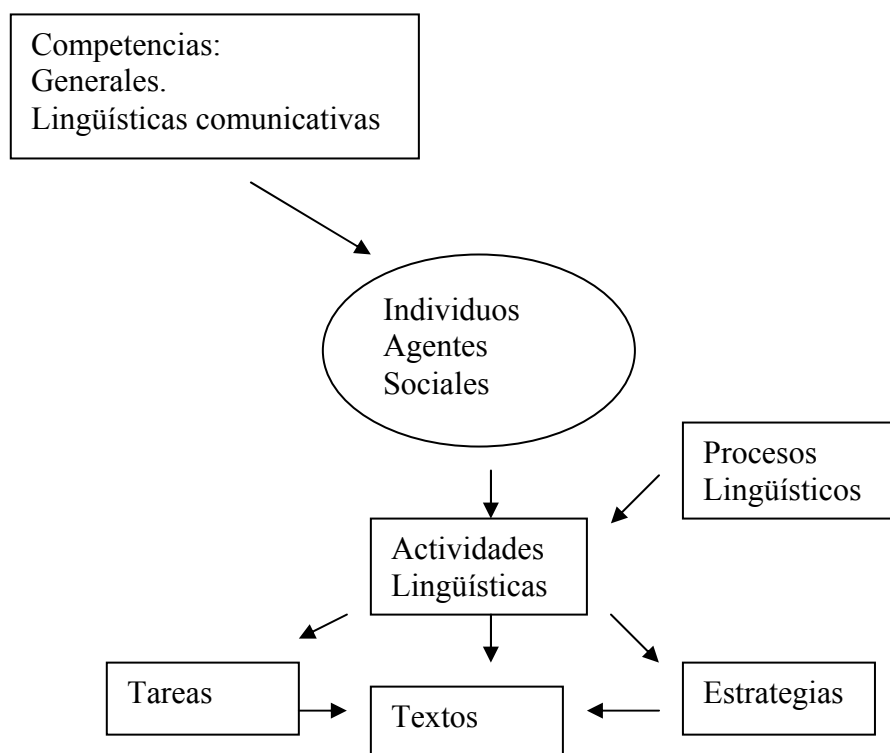 Competencias:
Generales.
Lingüísticas comunicativas
Individuos
Agentes
Sociales
Procesos
Lingüísticos
Actividades
Lingüísticas
Tareas
Textos
Estrategias